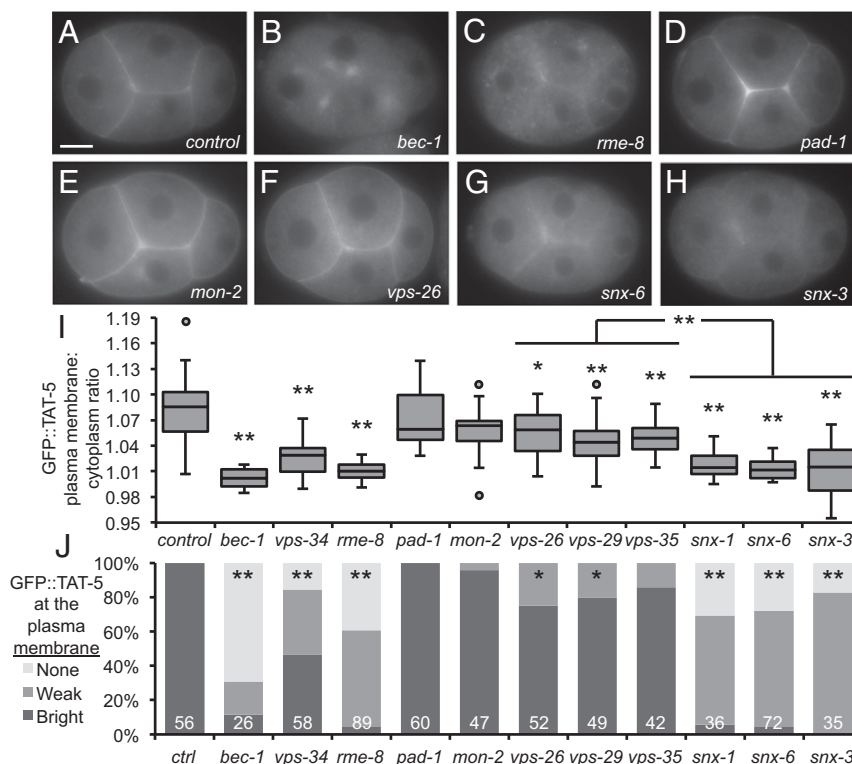 A
control
B
bec-1
C
rme-8
D
pad-1
E
mon-2
F
vps-26
G
snx-6
H
snx-3
I
GFP::TAT-5
plasma membrane:
cytoplasm ratio
1.19
1.16
1.13
1.10
1.07
1.04
1.01
0.98
0.95
** ** ** * ** ** ** ** ** **
control bec-1 vps-34 rme-8 pad-1 mon-2 vps-26 vps-29 vps-35 snx-1 snx-6 snx-3
J
GFP::TAT-5
at the
plasma
membrane
None
Weak
Bright
100%
80%
60%
40%
20%
0%
** ** ** * * ** ** **
56 26 58 89 60 47 52 49 42 36 72 35
ctrl bec-1 vps-34 rme-8 pad-1 mon-2 vps-26 vps-29 vps-35 snx-1 snx-6 snx-3